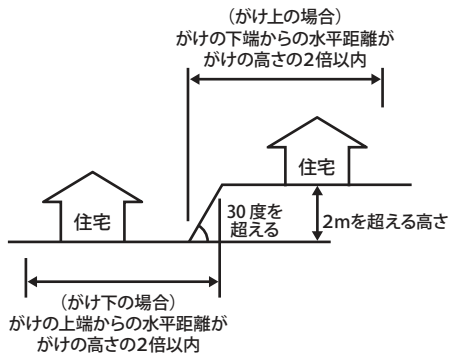 （がけ上の場合）
がけの下端からの水平距離が
がけの高さの2倍以内
住宅
住宅
30度を
超える
2mを超える高さ
（がけ下の場合）
がけの上端からの水平距離が
がけの高さの2倍以内